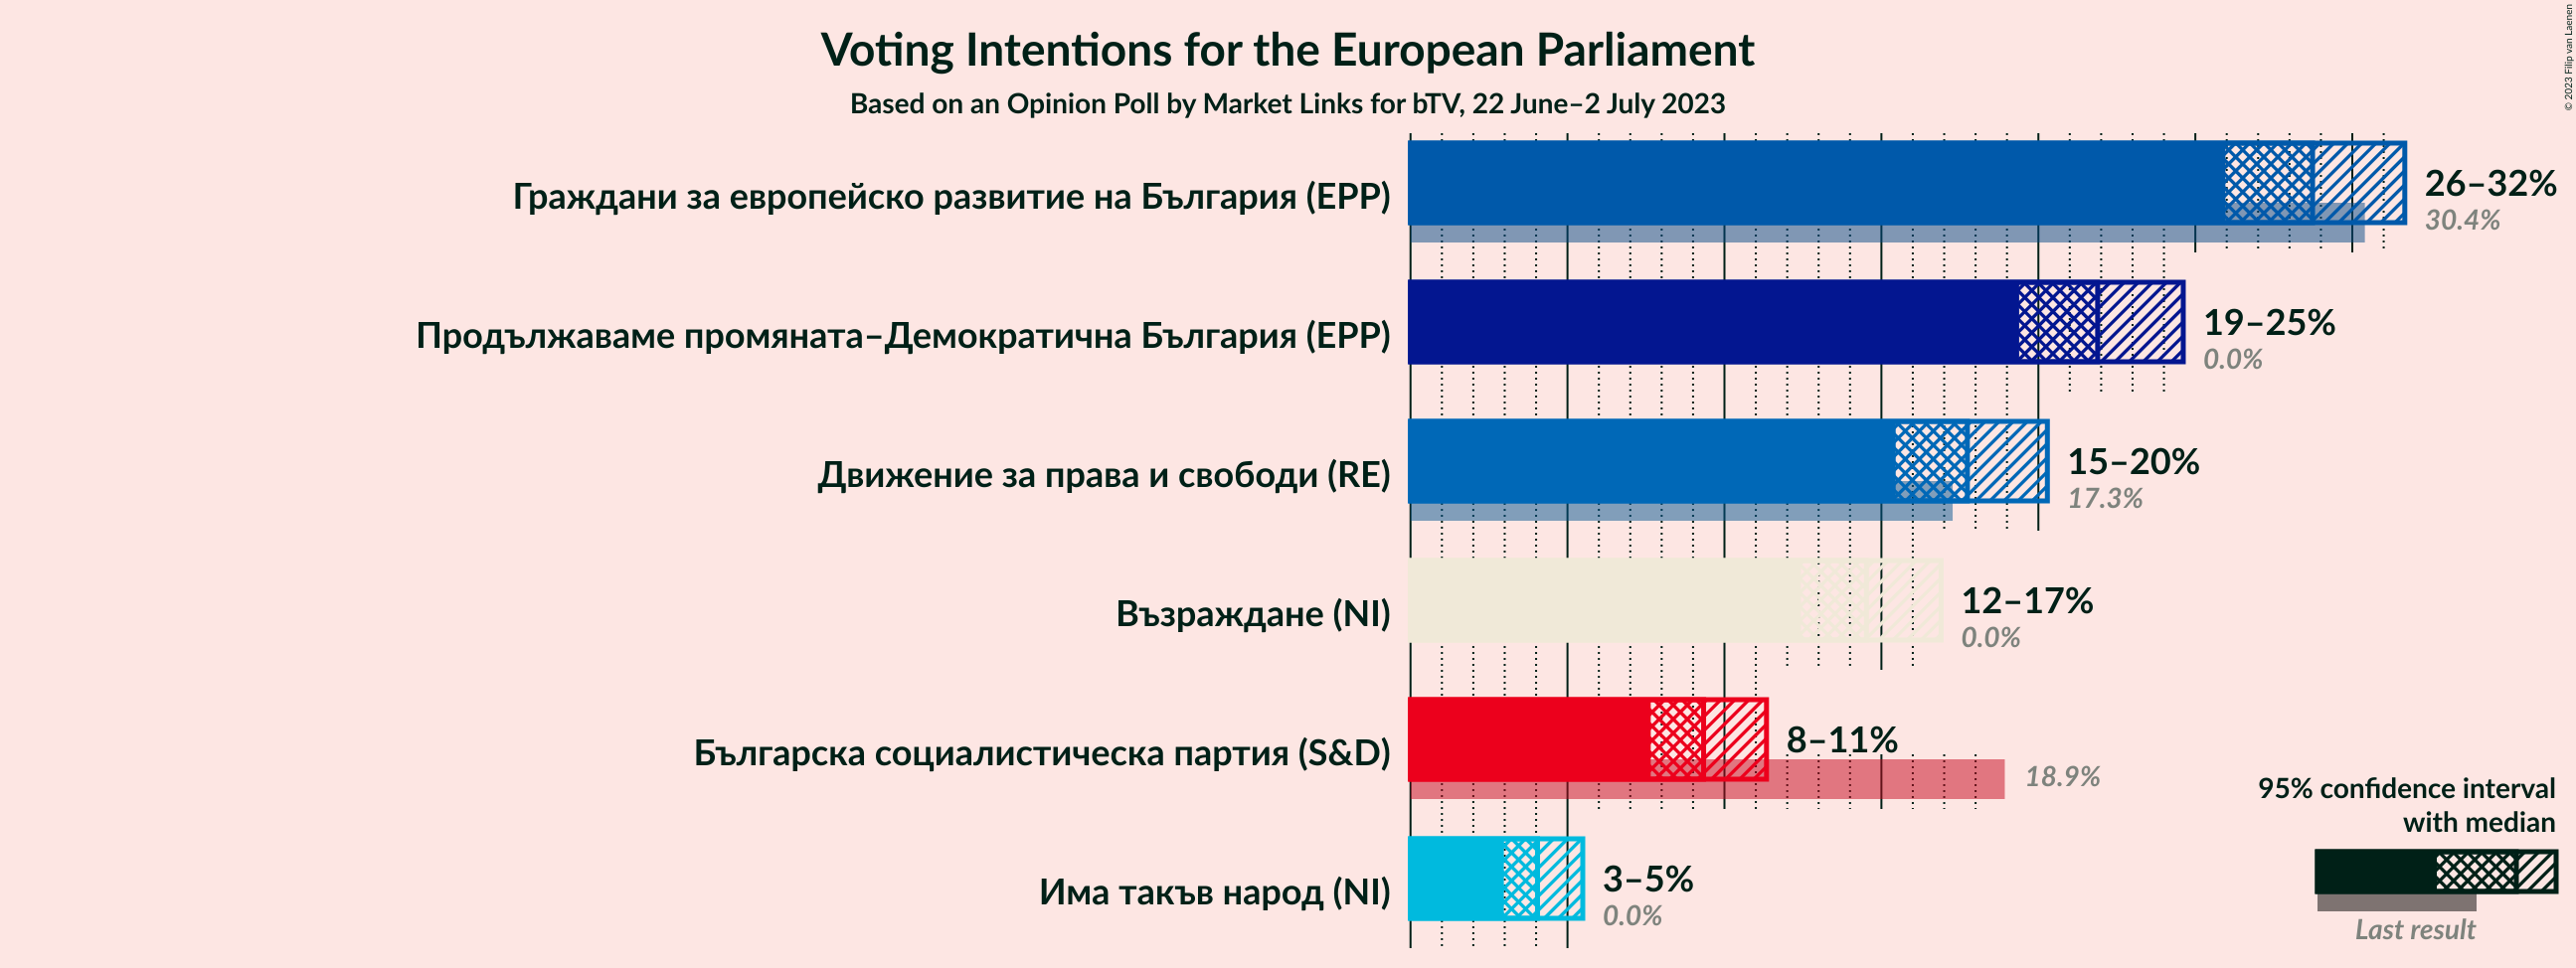 Voting Intentions for the European Parliament
Based on an Opinion Poll by Market Links for bTV, 22 June–2 July 2023
© 2023 Filip van Laenen
Граждани за европейско развитие на България (EPP)
26–32%
30.4%
Продължаваме промяната–Демократична България (EPP)
19–25%
0.0%
Движение за права и свободи (RE)
15–20%
17.3%
Възраждане (NI)
12–17%
0.0%
Българска социалистическа партия (S&D)
8–11%
18.9%
Има такъв народ (NI)
3–5%
0.0%
95% confidence interval
with median
Last result